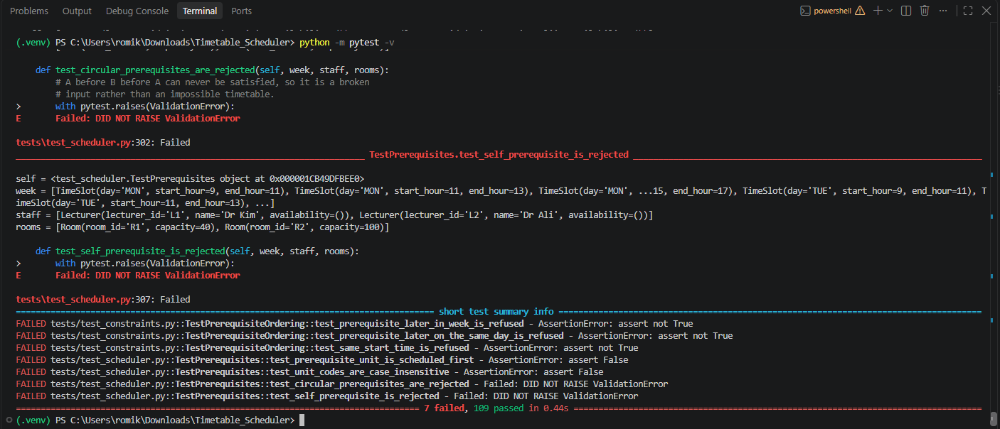 Problems Output Debug Console Terminal Ports powershell
(.venv) PS C:\Users\romik\Downloads\Timetable_Scheduler> python -m pytest -v
def test_circular_prerequisites_are_rejected(self, week, staff, rooms):
# A before B before A can never be satisfied, so it is a broken
# input rather than an impossible timetable.
> with pytest.raises(ValidationError):
E Failed: DID NOT RAISE ValidationError
tests\test_scheduler.py:302: Failed
TestPrerequisites.test_self_prerequisite_is_rejected
self = <test_scheduler.TestPrerequisites object at 0x000001CB49DFBEE0>
week = [TimeSlot(day='MON', start_hour=9, end_hour=11), TimeSlot(day='MON', start_hour=11, end_hour=13), TimeSlot(day='MON', ...15, end_hour=17), TimeSlot(day='TUE', start_hour=9, end_hour=11), T
imeSlot(day='TUE', start_hour=11, end_hour=13), ...]
staff = [Lecturer(lecturer_id='L1', name='Dr Kim', availability=()), Lecturer(lecturer_id='L2', name='Dr Ali', availability=())]
rooms = [Room(room_id='R1', capacity=40), Room(room_id='R2', capacity=100)]
def test_self_prerequisite_is_rejected(self, week, staff, rooms):
> with pytest.raises(ValidationError):
E Failed: DID NOT RAISE ValidationError
tests\test_scheduler.py:307: Failed
short test summary info
FAILED tests/test_constraints.py::TestPrerequisiteOrdering::test_prerequisite_later_in_week_is_refused - AssertionError: assert not True
FAILED tests/test_constraints.py::TestPrerequisiteOrdering::test_prerequisite_later_on_the_same_day_is_refused - AssertionError: assert not True
FAILED tests/test_constraints.py::TestPrerequisiteOrdering::test_same_start_time_is_refused - AssertionError: assert not True
FAILED tests/test_scheduler.py::TestPrerequisites::test_prerequisite_unit_is_scheduled_first - AssertionError: assert False
FAILED tests/test_scheduler.py::TestPrerequisites::test_unit_codes_are_case_insensitive - AssertionError: assert False
FAILED tests/test_scheduler.py::TestPrerequisites::test_circular_prerequisites_are_rejected - Failed: DID NOT RAISE ValidationError
FAILED tests/test_scheduler.py::TestPrerequisites::test_self_prerequisite_is_rejected - Failed: DID NOT RAISE ValidationError
7 failed, 109 passed in 0.44s
(.venv) PS C:\Users\romik\Downloads\Timetable_Scheduler>